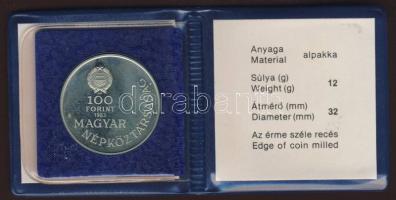 100
FORINT
1983
MAGYAR
NÉPKÖZTÁRSASÁG
Anyaga
Material alpakka
Súlya (g)
Weight (g) 12
Átmérő (mm)
Diameter (mm) 32
Az érme széle recés
Edge of coin milled
darabanth